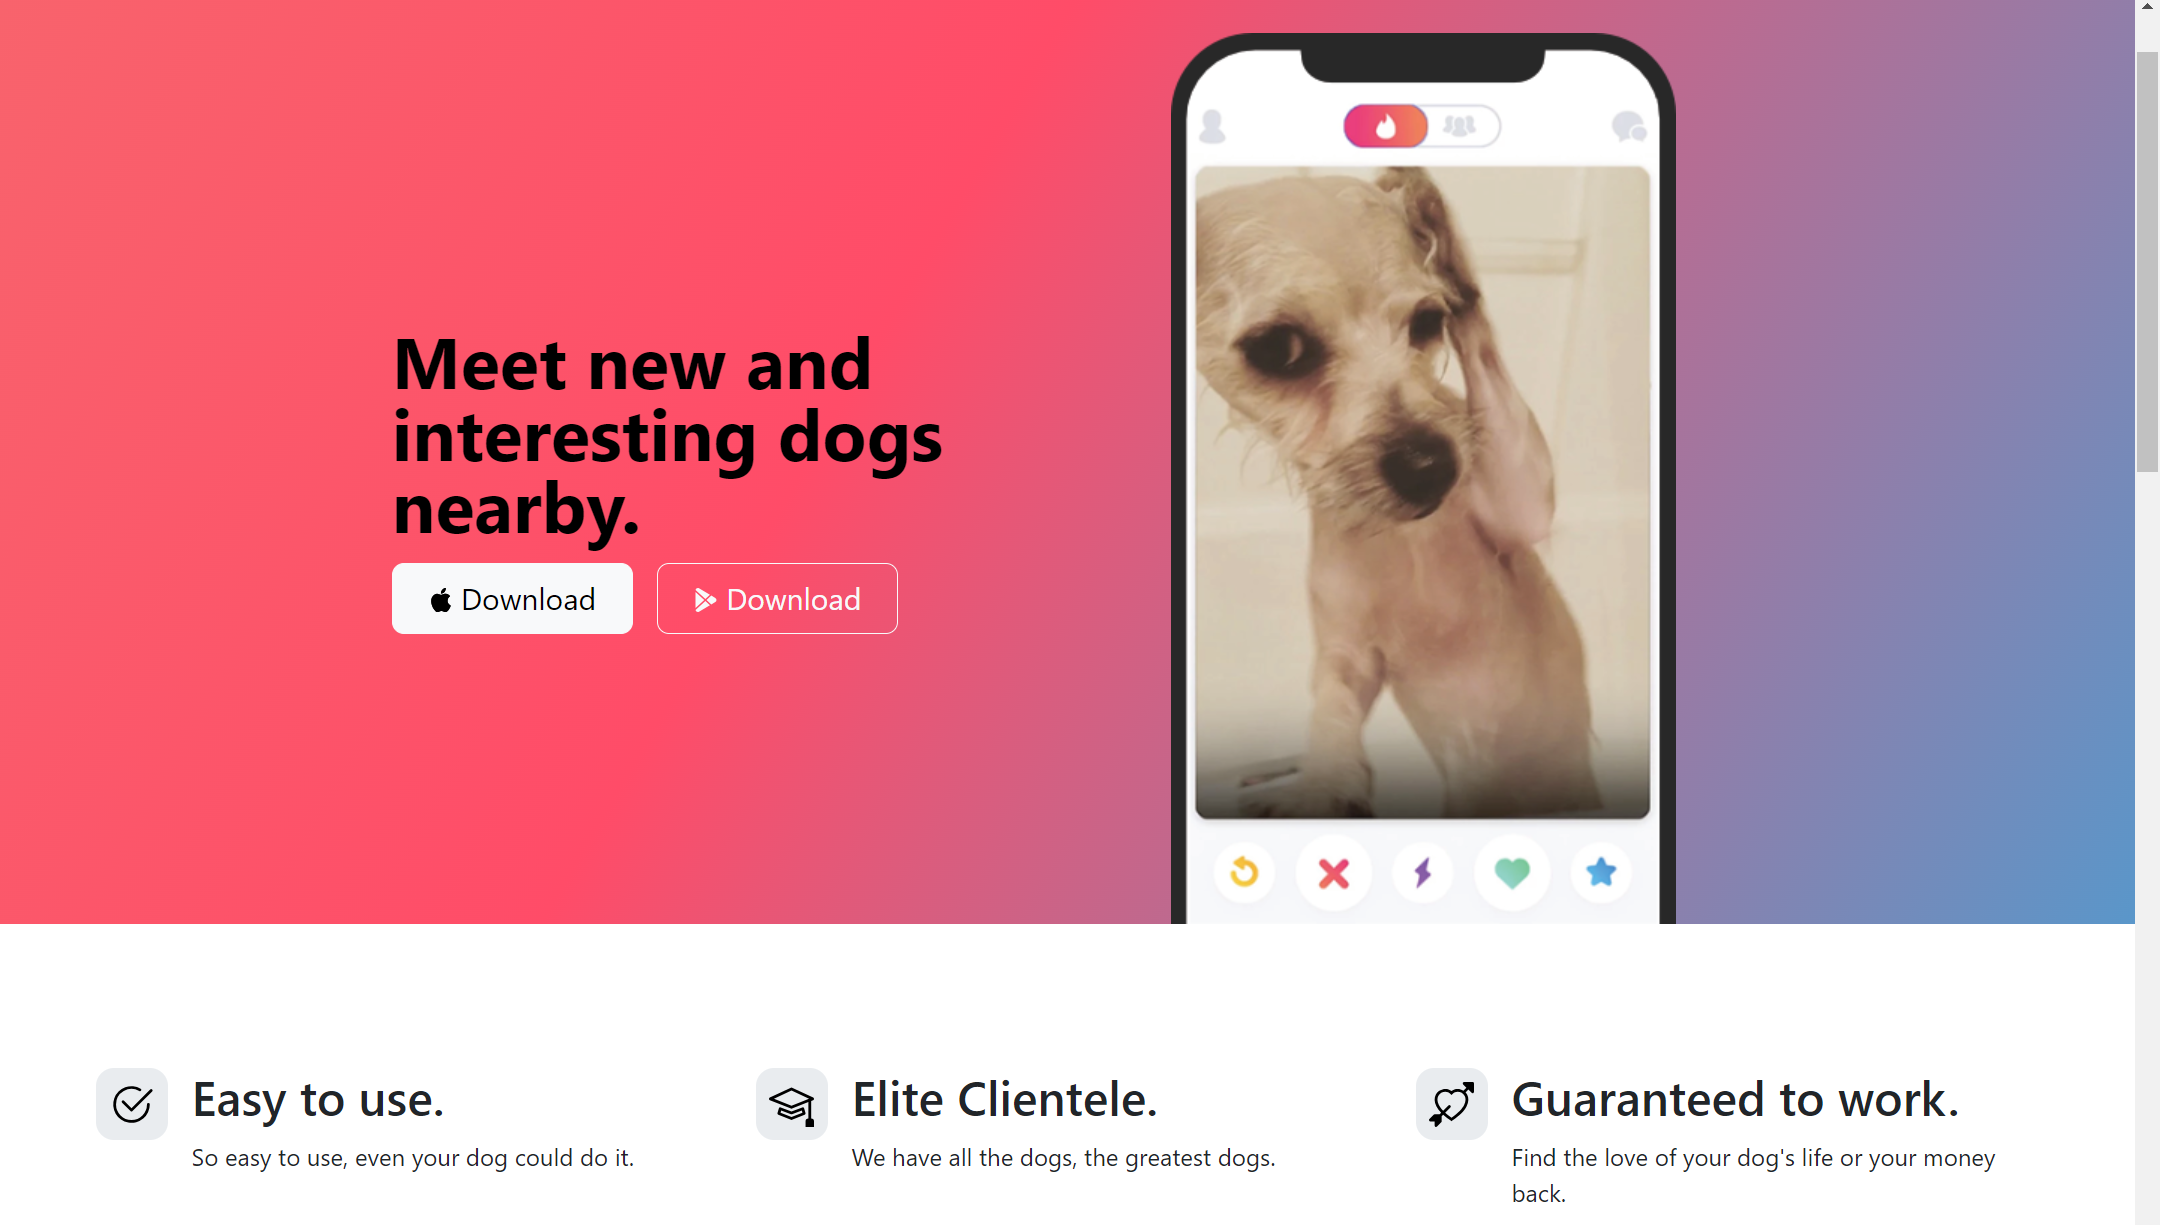 Meet new and
interesting dogs
nearby.
Download
Download
Easy to use.
So easy to use, even your dog could do it.
Elite Clientele.
We have all the dogs, the greatest dogs.
Guaranteed to work.
Find the love of your dog's life or your money
back.